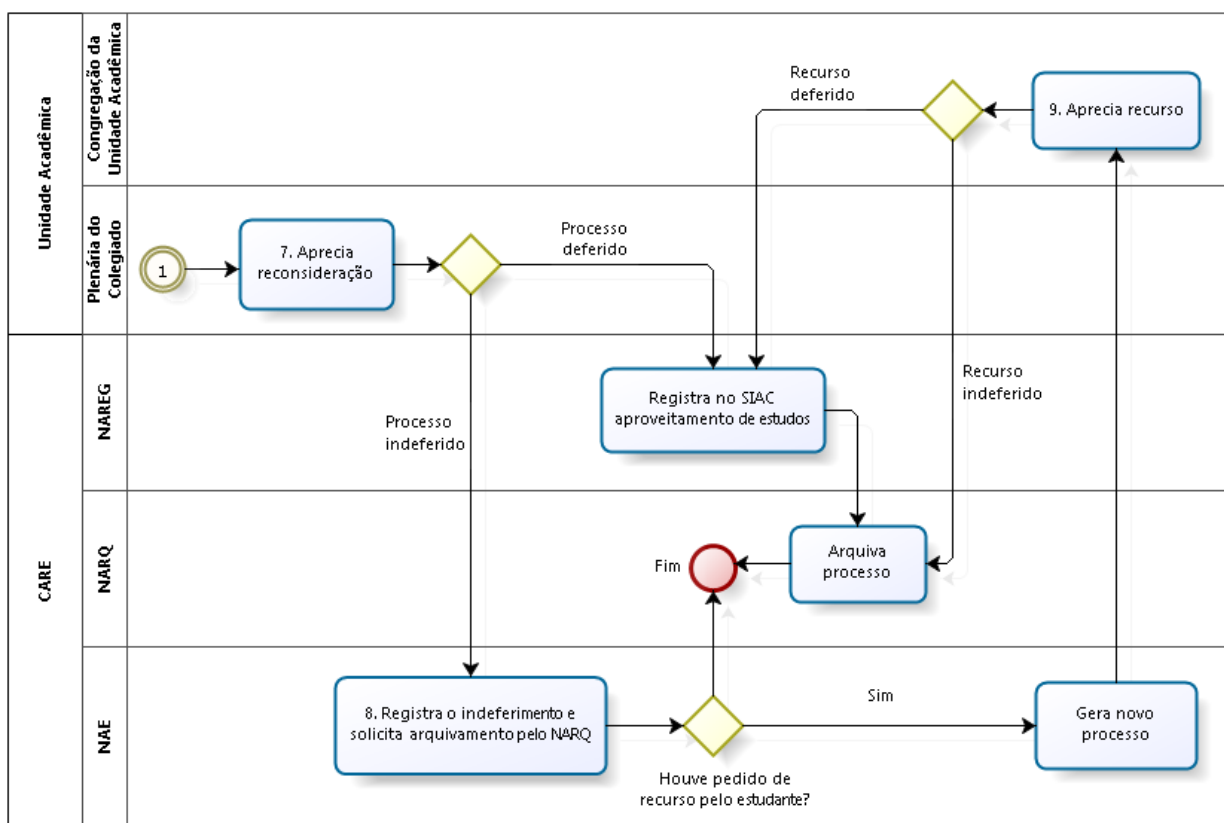 Unidade Acadêmica
Congregação da
Unidade Acadêmica
Recurso
deferido
9. Aprecia recurso
Plenária do
Colegiado
1
7. Aprecia
reconsideração
Processo
deferido
CARE
NAREG
Processo
indeferido
Registra no SIAC
aproveitamento de estudos
Recurso
indeferido
NARQ
Fim
Arquiva
processo
NAE
8. Registra o indeferimento e
solicita arquivamento pelo NARQ
Houve pedido de
recurso pelo estudante?
Sim
Gera novo
processo